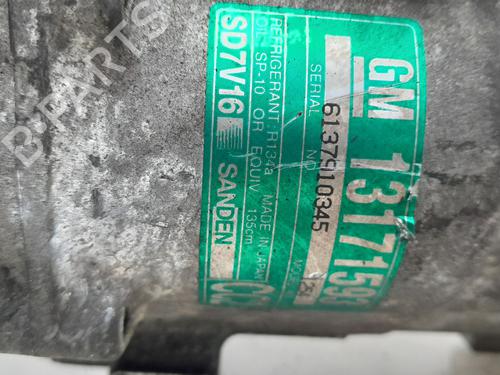 GM 1317159
SERIAL NO.
6137910345
REFRIGERANT: R134a MADE IN JAPAN
OIL: SP-10 OR EQUIV. 135cm
SD7V16 SANDEN
B-PARTS